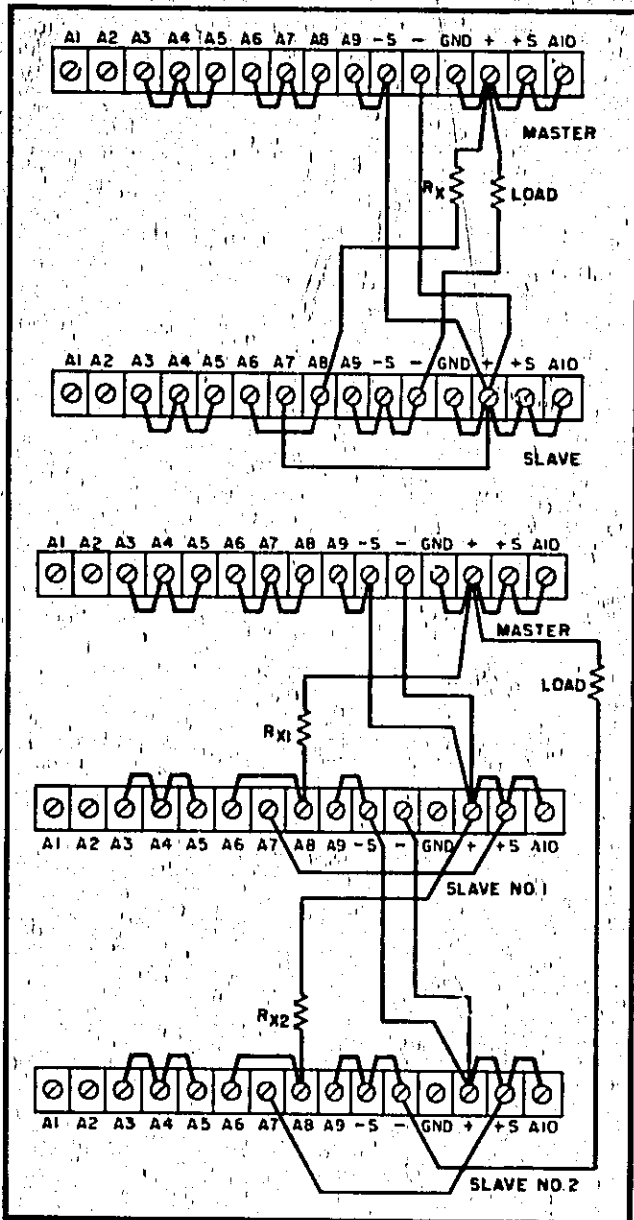 A1 A2 A3 A4 A5 A6 A7 A8 A9 -S - GND + +S A10
MASTER
RX LOAD
A1 A2 A3 A4 A5 A6 A7 A8 A9 -S - GND + +S A10
SLAVE
A1 A2 A3 A4 A5 A6 A7 A8 A9 -S - GND + +S A10
MASTER
LOAD
RX1
A1 A2 A3 A4 A5 A6 A7 A8 A9 -S - GND + +S A10
SLAVE NO.1
RX2
A1 A2 A3 A4 A5 A6 A7 A8 A9 -S - GND + +S A10
SLAVE NO.2